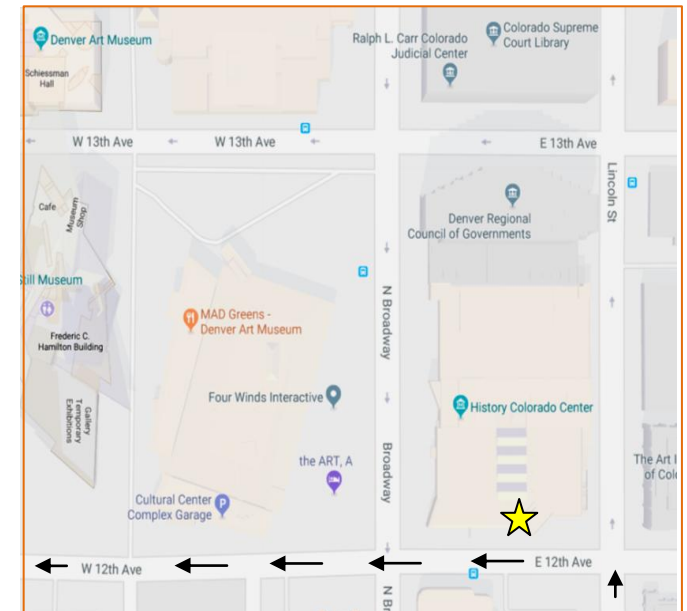 Denver Art Museum
Schiessman
Hall
Ralph L. Carr Colorado
Judicial Center
Colorado Supreme
Court Library
W 13th Ave
W 13th Ave
E 13th Ave
Lincoln St
Cafe
Museum
Shop
Denver Regional
Council of Governments
till Museum
MAD Greens -
Denver Art Museum
Frederic C.
Hamilton Building
N Broadway
Four Winds Interactive
History Colorado Center
Gallery
Temporary
Exhibitions
the ART, A
Broadway
The Art I
of Colo
Cultural Center
Complex Garage
P
W 12th Ave
E 12th Ave
N Br